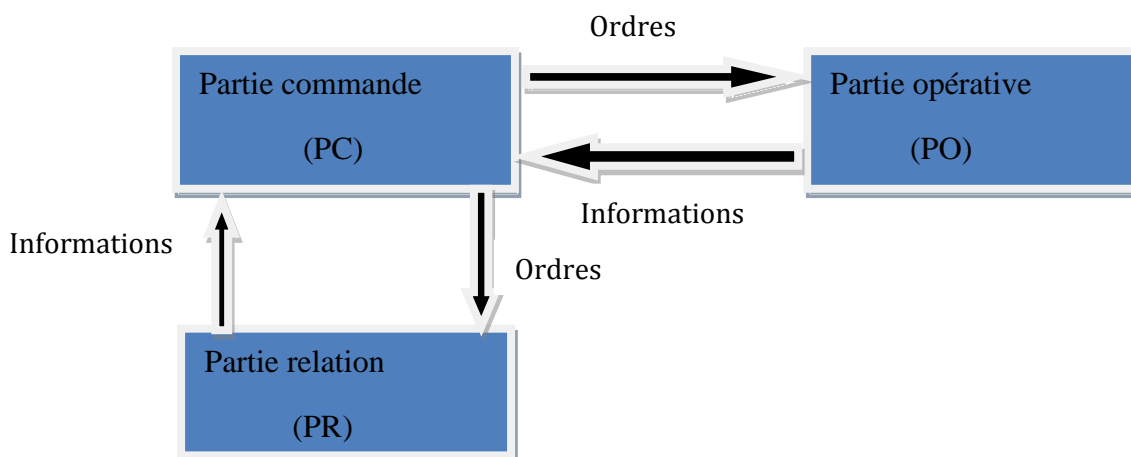 Ordres
Partie commande
(PC)
Partie opérative
(PO)
Informations
Informations
Ordres
Partie relation
(PR)